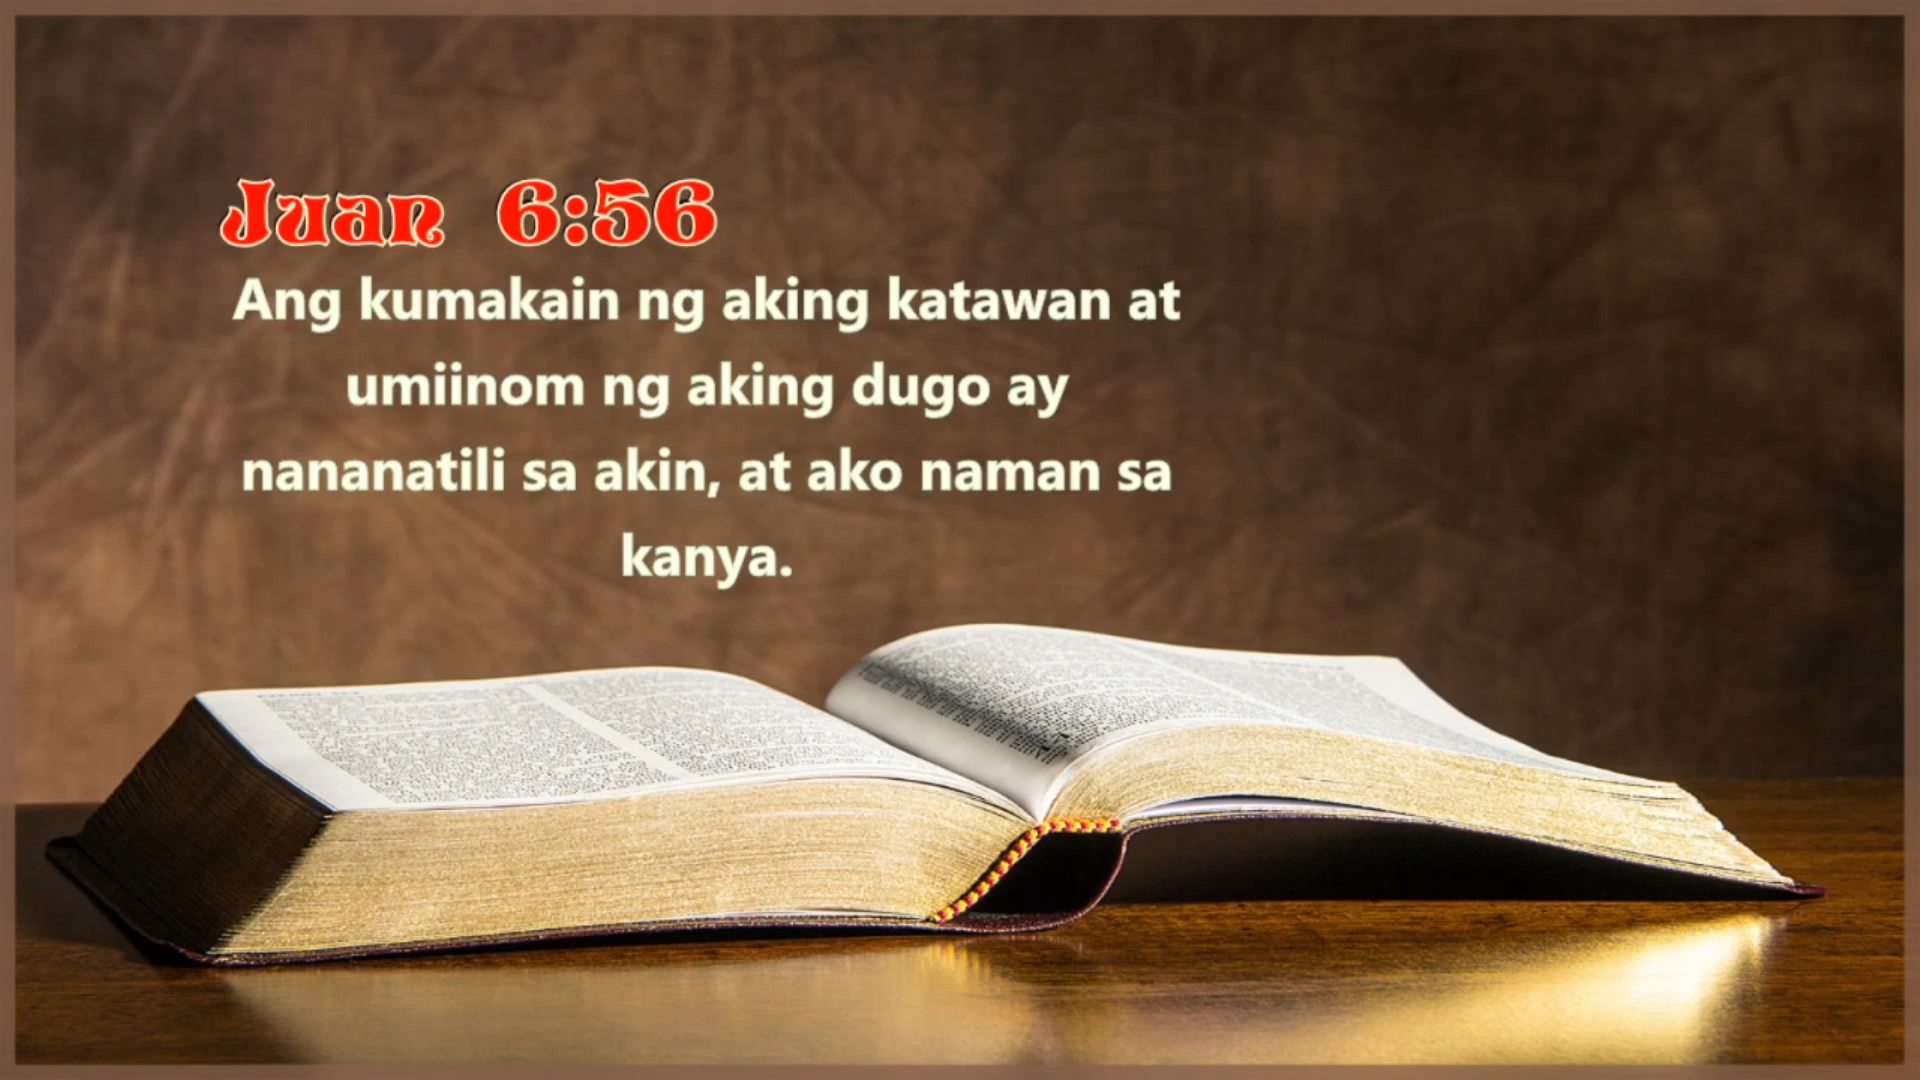 Juan 6:56
Ang kumakain ng aking katawan at
umiinom ng aking dugo ay
nananatili sa akin, at ako naman sa
kanya.